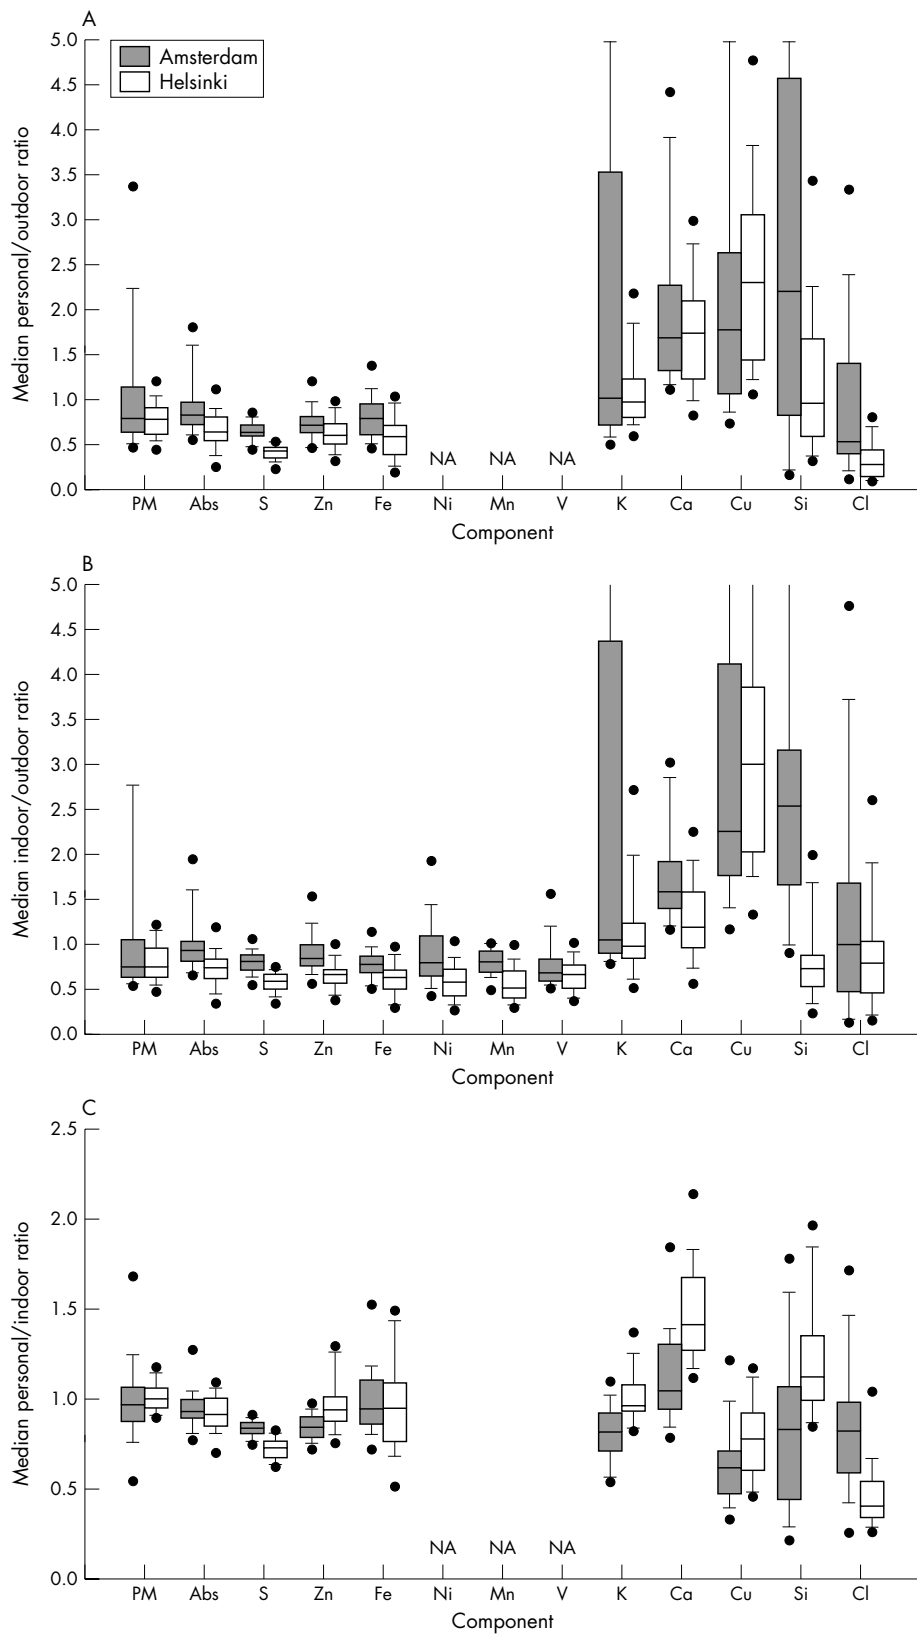 A
5.0
Amsterdam
Helsinki
4.5
4.0
3.5
3.0
2.5
2.0
1.5
1.0
0.5
0.0
Median personal/outdoor ratio
NA NA NA
PM Abs S Zn Fe Ni Mn V K Ca Cu Si Cl
Component
B
5.0
4.5
4.0
3.5
3.0
2.5
2.0
1.5
1.0
0.5
0.0
Median indoor/outdoor ratio
PM Abs S Zn Fe Ni Mn V K Ca Cu Si Cl
Component
C
2.5
2.0
1.5
1.0
0.5
0.0
Median personal/indoor ratio
NA NA NA
PM Abs S Zn Fe Ni Mn V K Ca Cu Si Cl
Component